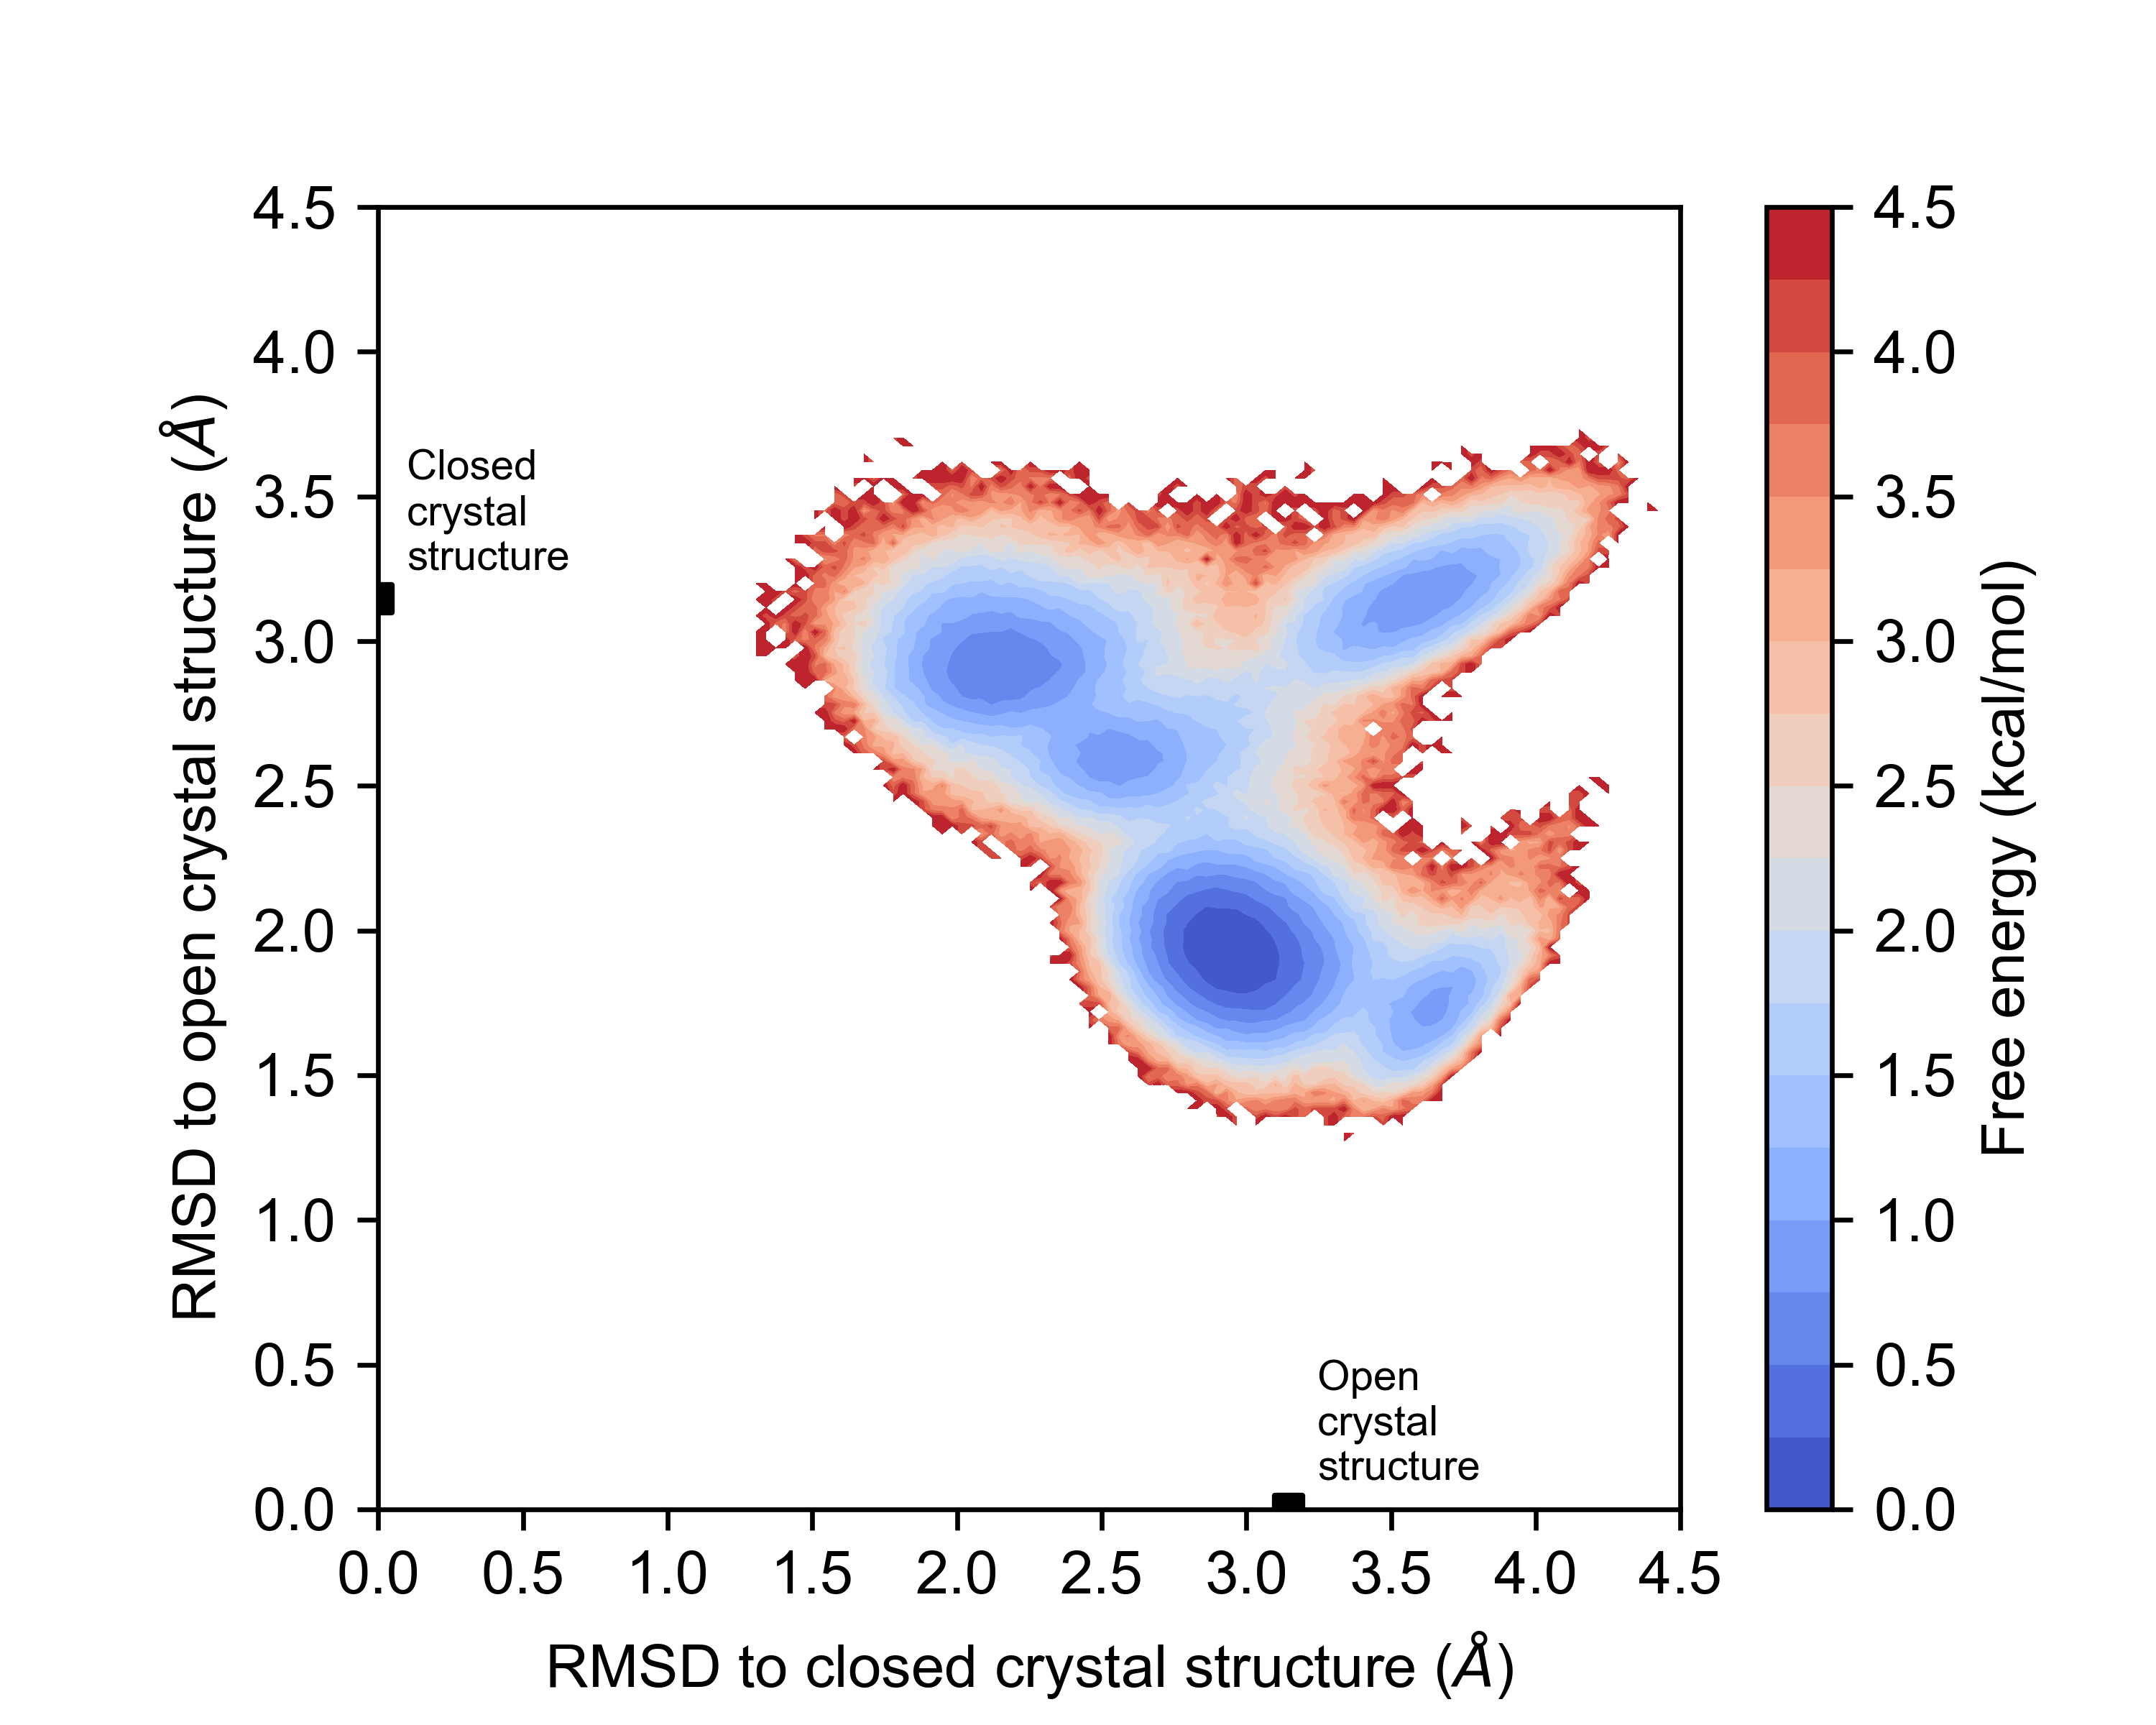 4.5
4.0
3.5
3.0
2.5
2.0
1.5
1.0
0.5
0.0
RMSD to open crystal structure (Å)
Closed
crystal
structure
Open
crystal
structure
0.0 0.5 1.0 1.5 2.0 2.5 3.0 3.5 4.0 4.5
RMSD to closed crystal structure (Å)
4.5
4.0
3.5
3.0
2.5
2.0
1.5
1.0
0.5
0.0
Free energy (kcal/mol)